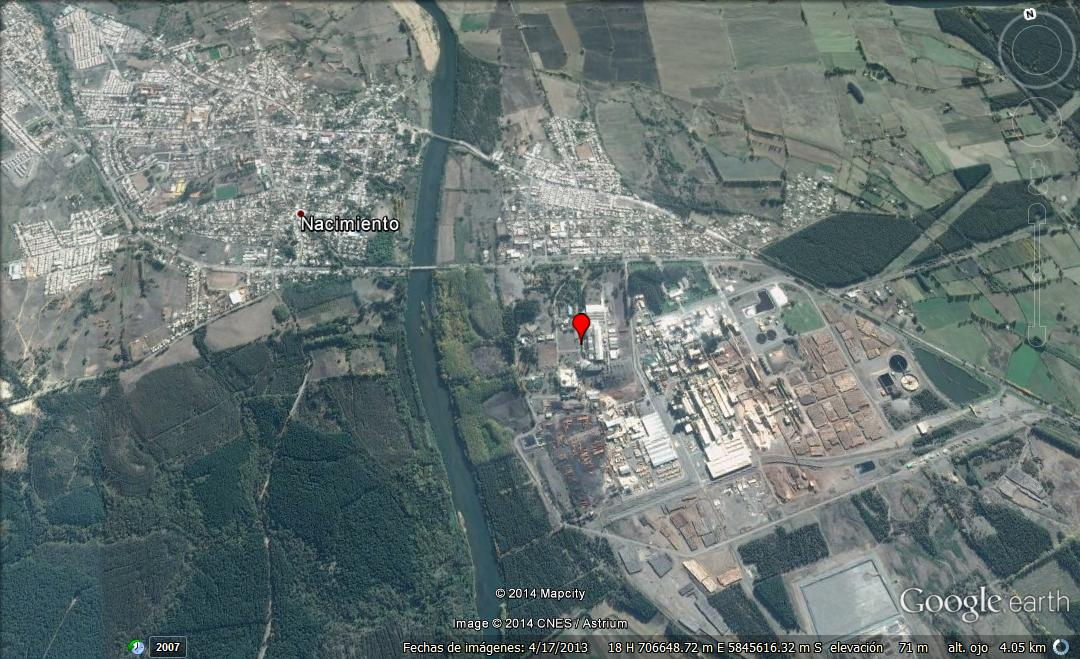 N
Nacimiento
© 2014 Mapcity
Google earth
Image © 2014 CNES / Astrium
2007
Fechas de imágenes: 4/17/2013 18 H 706648.72 m E 5845616.32 m S elevación 71 m alt. ojo 4.05 km